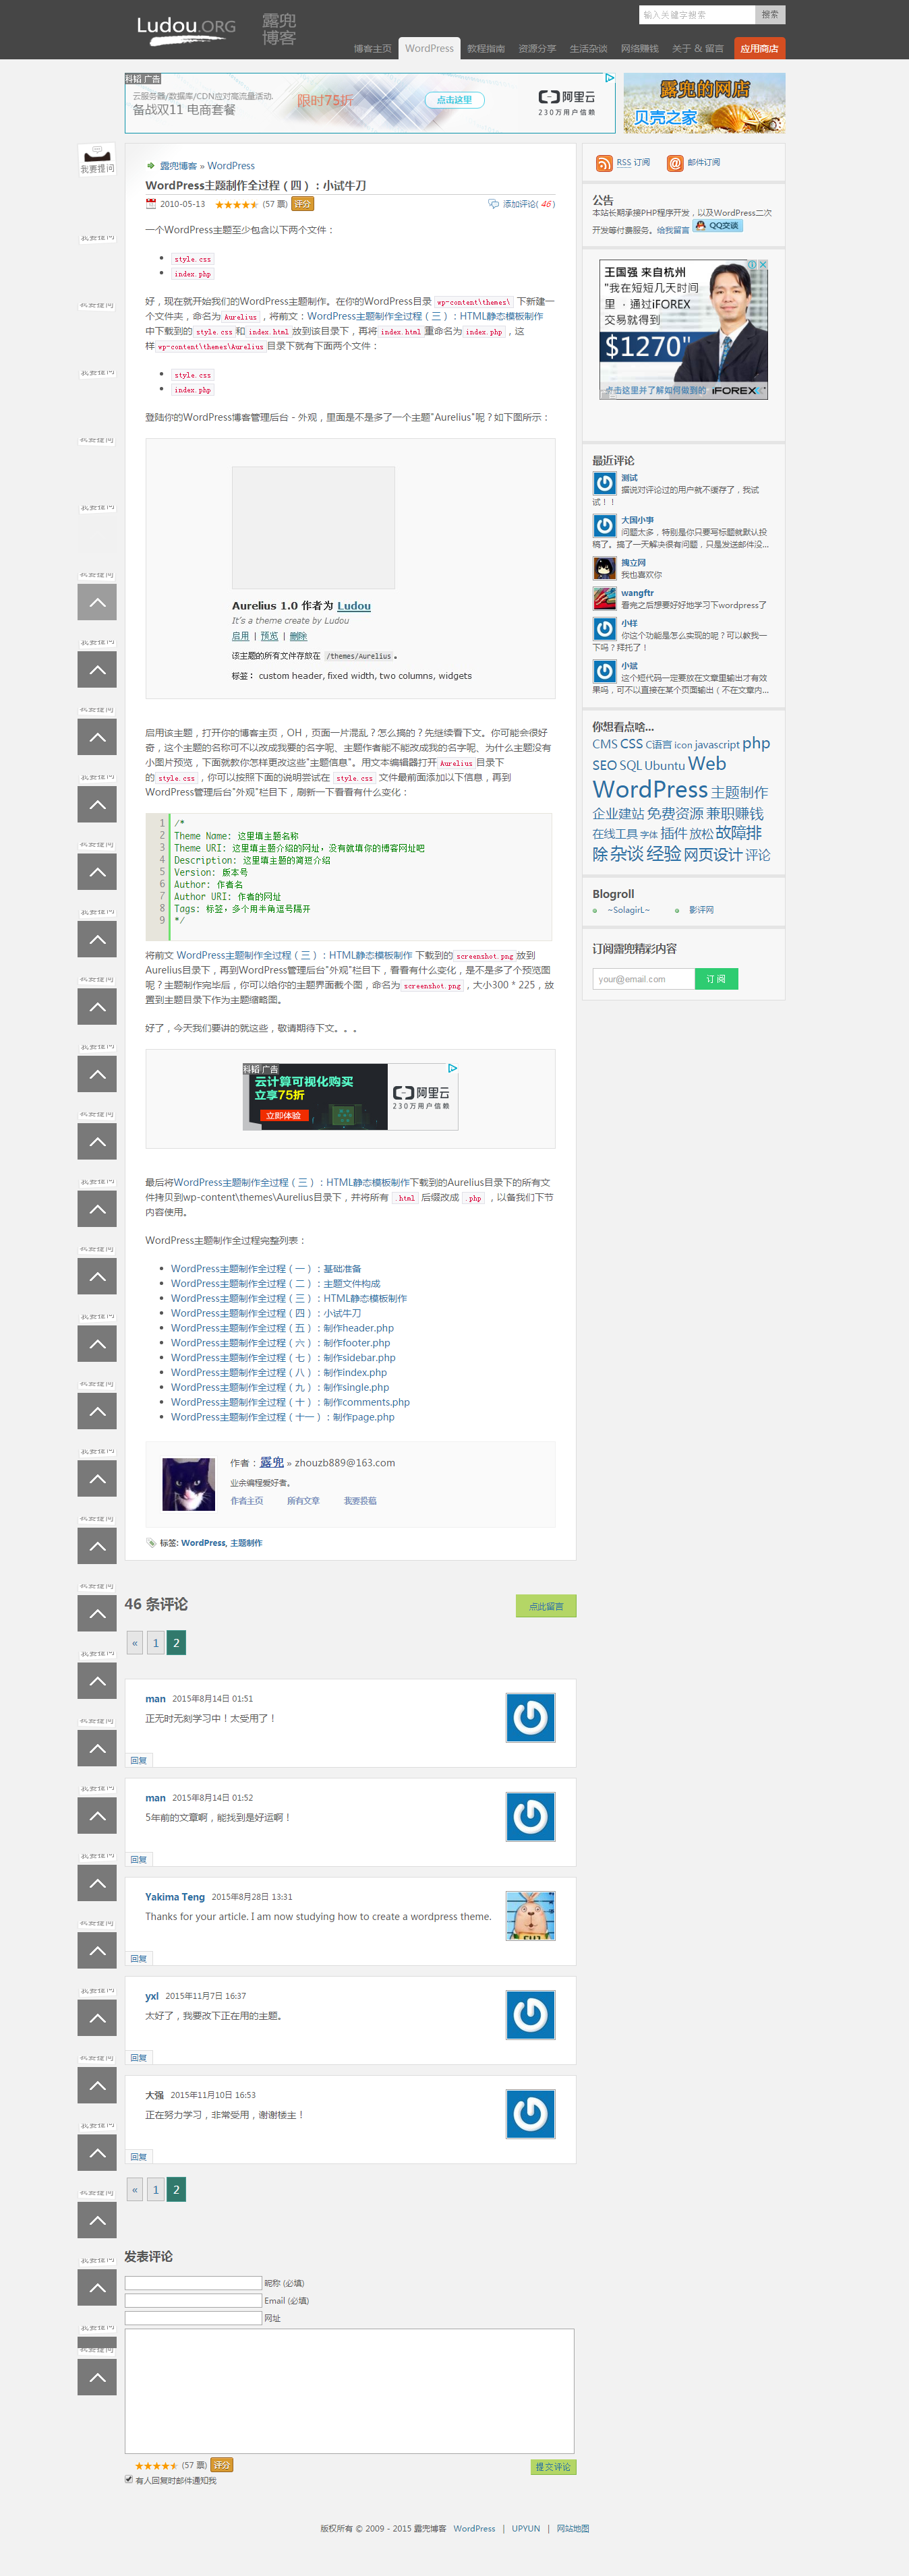 Ludou.ORG
露兜
博客
输入关键字搜索
搜索
博客主页 WordPress 教程指南 资源分享 生活杂谈 网络赚钱 关于 & 留言 应用商店
科韬 广告
云服务器/数据库/CDN应对高流量活动.
备战双11 电商套餐
限时75折
点击这里
阿里云
230万用户信赖
露兜的网店
贝壳之家
我要提问
露兜博客 » WordPress
WordPress主题制作全过程（四）：小试牛刀
2010-05-13 (57 票) 评分 添加评论( 46 )
一个WordPress主题至少包含以下两个文件：
style.css
index.php
好，现在就开始我们的WordPress主题制作。在你的WordPress目录 wp-content\themes\ 下新建一
个文件夹，命名为 Aurelius ，将前文：WordPress主题制作全过程（三）：HTML静态模板制作
中下载到的 style.css 和 index.html 放到该目录下，再将 index.html 重命名为 index.php ，这
样 wp-content\themes\Aurelius 目录下就有下面两个文件：
style.css
index.php
登陆你的WordPress博客管理后台 - 外观，里面是不是多了一个主题"Aurelius"呢？如下图所示：
Aurelius 1.0 作者为 Ludou
It's a theme create by Ludou
启用 | 预览 | 删除
该主题的所有文件存放在 /themes/Aurelius。
标签： custom header, fixed width, two columns, widgets
启用该主题，打开你的博客主页，OH，页面一片混乱？怎么搞的？先继续看下文。你可能会很好
奇，这个主题的名称可不可以改成我要的名字呢、主题作者能不能改成我的名字呢、为什么主题没有
小图片预览，下面就教你怎样更改这些"主题信息"。用文本编辑器打开 Aurelius 目录下
的 style.css ，你可以按照下面的说明尝试在 style.css 文件最前面添加以下信息，再到
WordPress管理后台"外观"栏目下，刷新一下看看有什么变化：
1 /*
2 Theme Name: 这里填主题名称
3 Theme URI: 这里填主题介绍的网址，没有就填你的博客网址吧
4 Description: 这里填主题的简短介绍
5 Version: 版本号
6 Author: 作者名
7 Author URI: 作者的网址
8 Tags: 标签，多个用半角逗号隔开
9 */
将前文 WordPress主题制作全过程（三）：HTML静态模板制作 下载到的 screenshot.png 放到
Aurelius目录下，再到WordPress管理后台"外观"栏目下，看看有什么变化，是不是多了个预览图
呢？主题制作完毕后，你可以给你的主题界面截个图，命名为 screenshot.png ，大小300 * 225，放
置到主题目录下作为主题缩略图。
好了，今天我们要讲的就这些，敬请期待下文。。。
科韬 广告
云计算可视化购买
立享75折
立即体验
阿里云
230万用户信赖
最后将WordPress主题制作全过程（三）：HTML静态模板制作下载到的Aurelius目录下的所有文
件拷贝到wp-content\themes\Aurelius目录下，并将所有 .html 后缀改成 .php ，以备我们下节
内容使用。
WordPress主题制作全过程完整列表：
WordPress主题制作全过程（一）：基础准备
WordPress主题制作全过程（二）：主题文件构成
WordPress主题制作全过程（三）：HTML静态模板制作
WordPress主题制作全过程（四）：小试牛刀
WordPress主题制作全过程（五）：制作header.php
WordPress主题制作全过程（六）：制作footer.php
WordPress主题制作全过程（七）：制作sidebar.php
WordPress主题制作全过程（八）：制作index.php
WordPress主题制作全过程（九）：制作single.php
WordPress主题制作全过程（十）：制作comments.php
WordPress主题制作全过程（十一）：制作page.php
作者：露兜 » zhouzb889@163.com
业余编程爱好者。
作者主页 所有文章 我要投稿
标签: WordPress, 主题制作
46 条评论
点此留言
« 1 2
man 2015年8月14日 01:51
正无时无刻学习中！太受用了！
回复
man 2015年8月14日 01:52
5年前的文章啊，能找到是好运啊！
回复
Yakima Teng 2015年8月28日 13:31
Thanks for your article. I am now studying how to create a wordpress theme.
回复
yxl 2015年11月7日 16:37
太好了，我要改下正在用的主题。
回复
大强 2015年11月10日 16:53
正在努力学习，非常受用，谢谢楼主！
回复
« 1 2
发表评论
昵称 (必填)
Email (必填)
网址
(57 票) 评分
提交评论
有人回复时邮件通知我
RSS 订阅 邮件订阅
公告
本站长期承接PHP程序开发，以及WordPress二次
开发等付费服务。给我留言 QQ交谈
王国强 来自杭州
"我在短短几天时间
里，通过iFOREX
交易就得到
$1270"
点击这里并了解如何做到的 iFOREX
最近评论
测试
据说对评论过的用户就不缓存了，我试
试！！
大国小事
问题太多，特别是你只要写标题就默认投
稿了。搞了一天解决很有问题，只是发送邮件没...
掬立网
我也喜欢你
wangftr
看完之后想要好好地学习下wordpress了
小样
你这个功能是怎么实现的呢？可以教我一
下吗？拜托了！
小斌
这个短代码一定要放在文章里输出才有效
果吗，可不可以直接在某个页面输出（不在文章内...
你想看点啥...
CMS CSS C语言 icon javascript php
SEO SQL Ubuntu Web
WordPress 主题制作
企业建站 免费资源 兼职赚钱
在线工具 字体 插件 放松 故障排
除 杂谈 经验 网页设计 评论
Blogroll
~SolagirL~ 影评网
订阅露兜精彩内容
your@email.com 订阅
版权所有 © 2009 - 2015 露兜博客 WordPress | UPYUN | 网站地图